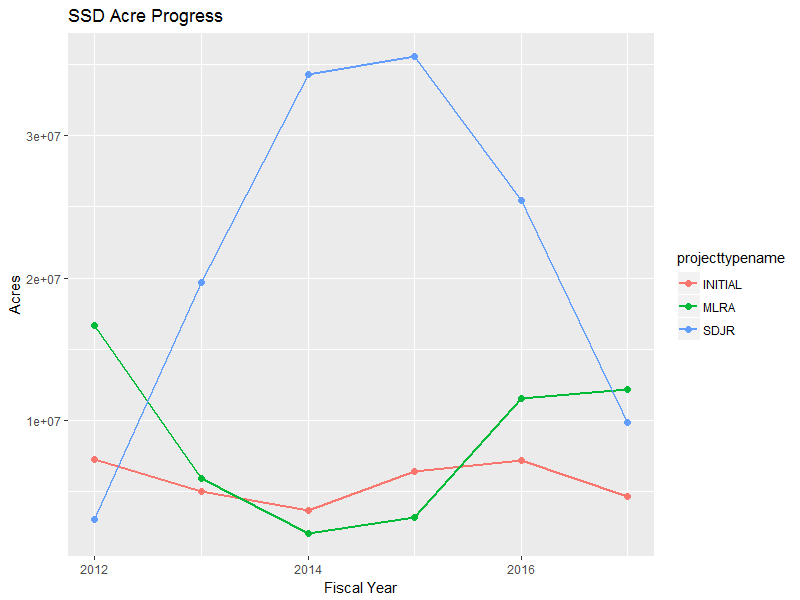 SSD Acre Progress
3e+07
2e+07
1e+07
Acres
2012
2014
2016
Fiscal Year
projecttypename
INITIAL
MLRA
SDJR